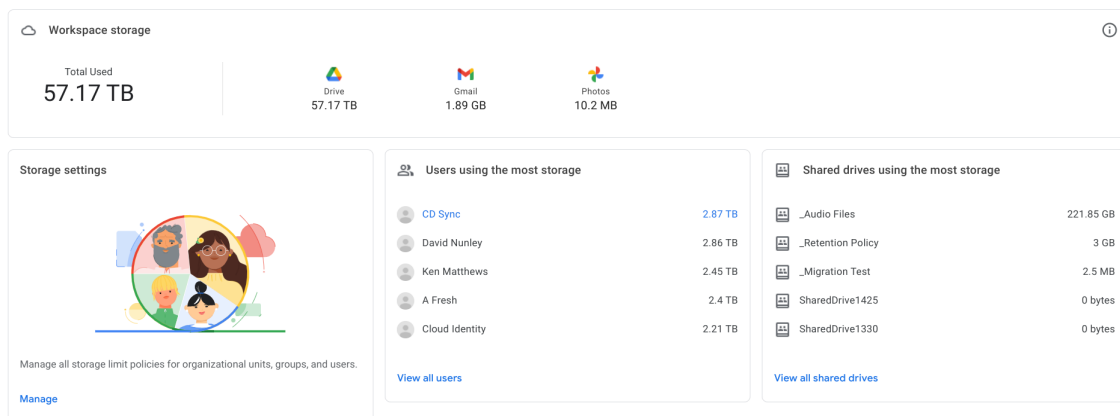 Workspace storage
Total Used
57.17 TB
Drive
57.17 TB
Gmail
1.89 GB
Photos
10.2 MB
Storage settings
Manage all storage limit policies for organizational units, groups, and users.
Manage
Users using the most storage
CD Sync 2.87 TB
David Nunley 2.86 TB
Ken Matthews 2.45 TB
A Fresh 2.4 TB
Cloud Identity 2.21 TB
View all users
Shared drives using the most storage
_Audio Files 221.85 GB
_Retention Policy 3 GB
_Migration Test 2.5 MB
SharedDrive1425 0 bytes
SharedDrive1330 0 bytes
View all shared drives